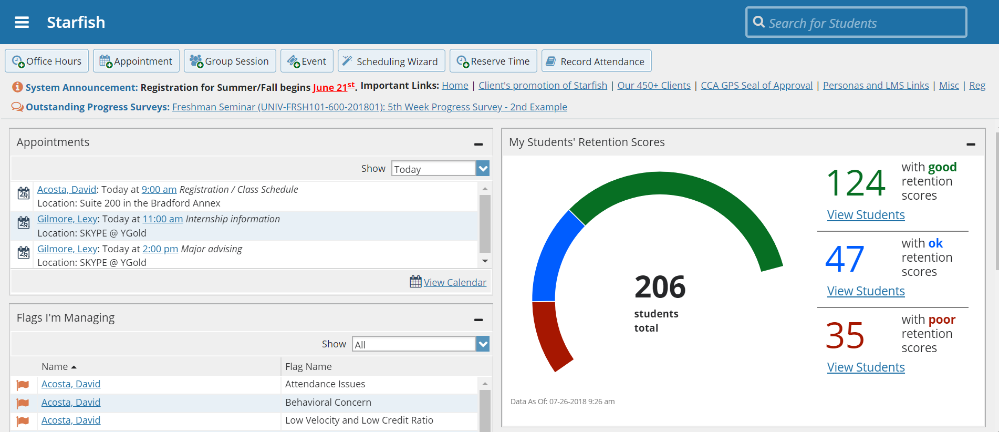 Starfish
Search for Students
Office Hours
Appointment
Group Session
Event
Scheduling Wizard
Reserve Time
Record Attendance
System Announcement: Registration for Summer/Fall begins June 21st. Important Links: Home | Client's promotion of Starfish | Our 450+ Clients | CCA GPS Seal of Approval | Personas and LMS Links | Misc | Reg
Outstanding Progress Surveys: Freshman Seminar (UNIV-FRSH101-600-201801): 5th Week Progress Survey - 2nd Example
Appointments
Show Today
26 Acosta, David: Today at 9:00 am Registration / Class Schedule
Location: Suite 200 in the Bradford Annex
26 Gilmore, Lexy: Today at 11:00 am Internship information
Location: SKYPE @ YGold
26 Gilmore, Lexy: Today at 2:00 pm Major advising
Location: SKYPE @ YGold
View Calendar
Flags I'm Managing
Show All
Name Flag Name
Acosta, David Attendance Issues
Acosta, David Behavioral Concern
Acosta, David Low Velocity and Low Credit Ratio
My Students' Retention Scores
206
students
total
124
with good
retention
scores
View Students
47
with ok
retention
scores
View Students
35
with poor
retention
scores
View Students
Data As Of: 07-26-2018 9:26 am